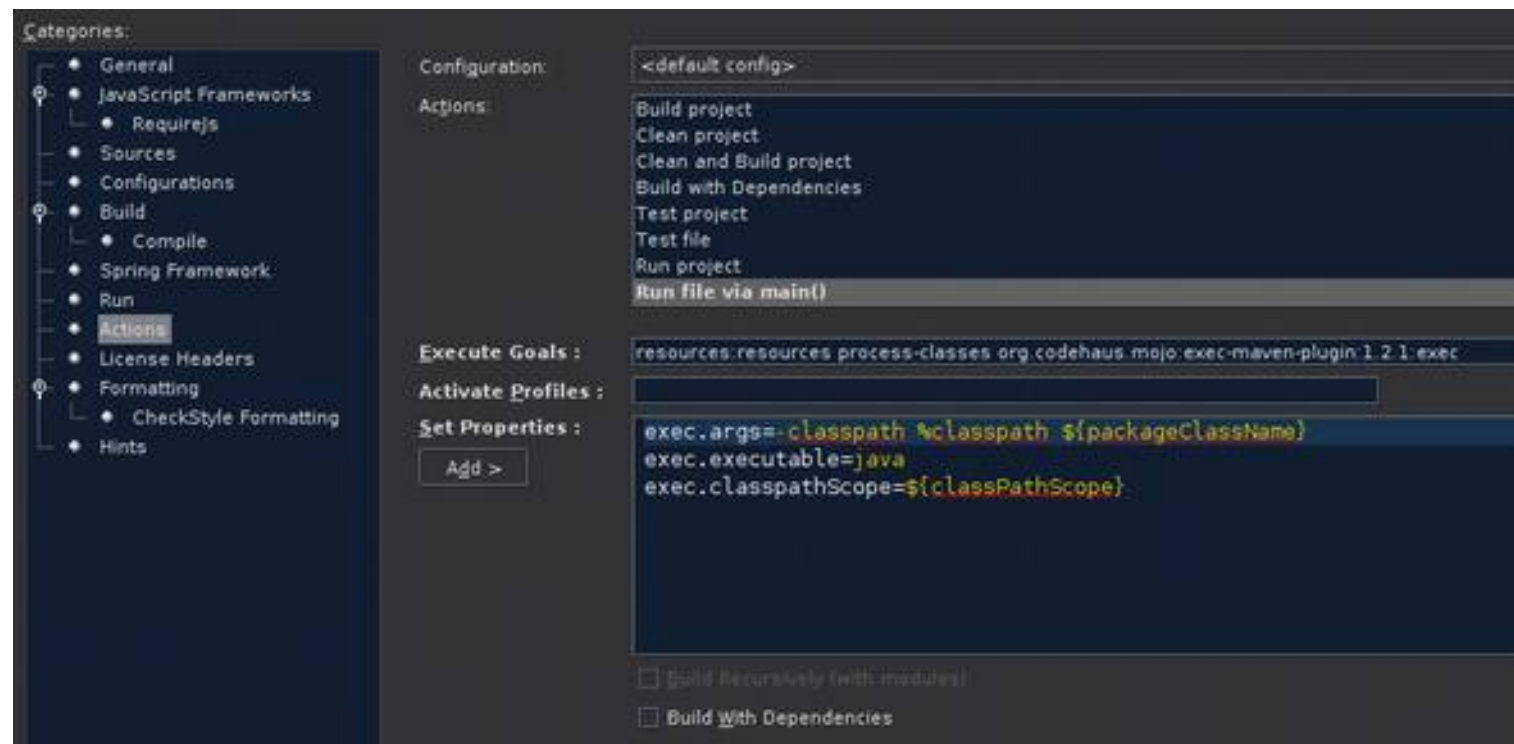 Categories:
General
JavaScript Frameworks
RequireJs
Sources
Configurations
Build
Compile
Spring Framework
Run
Actions
License Headers
Formatting
CheckStyle Formatting
Hints
Configuration:
<default config>
Actions:
Build project
Clean project
Clean and Build project
Build with Dependencies
Test project
Test file
Run project
Run file via main()
Execute Goals :
resources:resources process-classes org.codehaus.mojo:exec-maven-plugin:1.2.1:exec
Activate Profiles :
Set Properties :
Add >
exec.args=-classpath %classpath ${packageClassName}
exec.executable=java
exec.classpathScope=${classPathScope}
Build Recursively (with modules)
Build With Dependencies